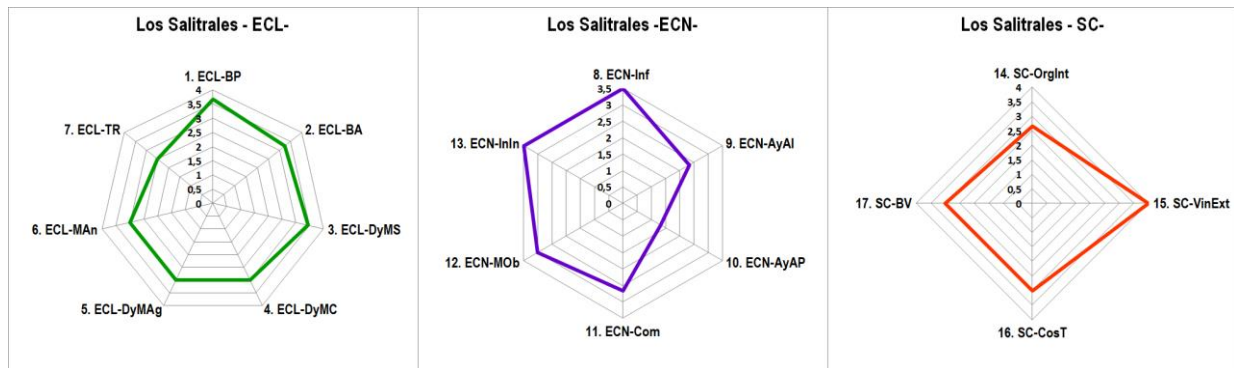 Los Salitrales - ECL-
1. ECL-BP
4
3,5
3
2,5
2
1,5
1
0,5
0
2. ECL-BA
3. ECL-DyMS
4. ECL-DyMC
5. ECL-DyMAg
6. ECL-MAn
7. ECL-TR
Los Salitrales -ECN-
8. ECN-Inf
3,5
3
2,5
2
1,5
1
0,5
0
9. ECN-AyAl
10. ECN-AyAP
11. ECN-Com
12. ECN-MOb
13. ECN-InIn
Los Salitrales - SC-
14. SC-OrgInt
4
3,5
3
2,5
2
1,5
1
0,5
0
15. SC-VinExt
16. SC-CosT
17. SC-BV